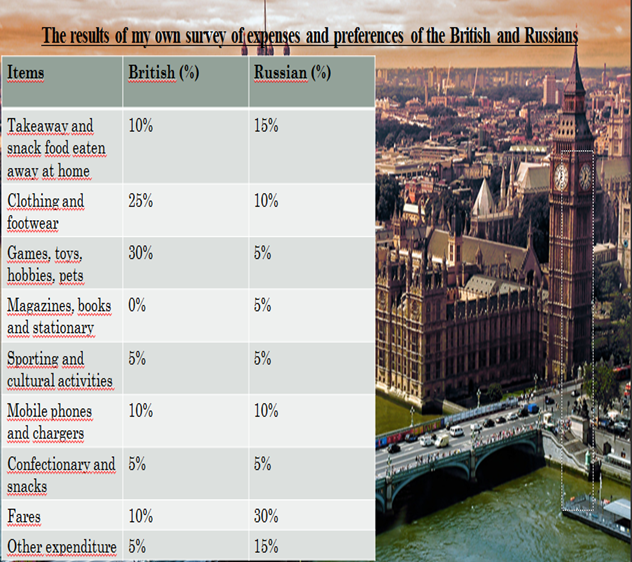 The results of my own survey of expenses and preferences of the British and Russians
Items British (%) Russian (%)
Takeaway and 10% 15%
snack food eaten
away at home
Clothing and 25% 10%
footwear
Games, toys, 30% 5%
hobbies, pets
Magazines, books 0% 5%
and stationary
Sporting and 5% 5%
cultural activities
Mobile phones 10% 10%
and chargers
Confectionary and 5% 5%
snacks
Fares 10% 30%
Other expenditure 5% 15%